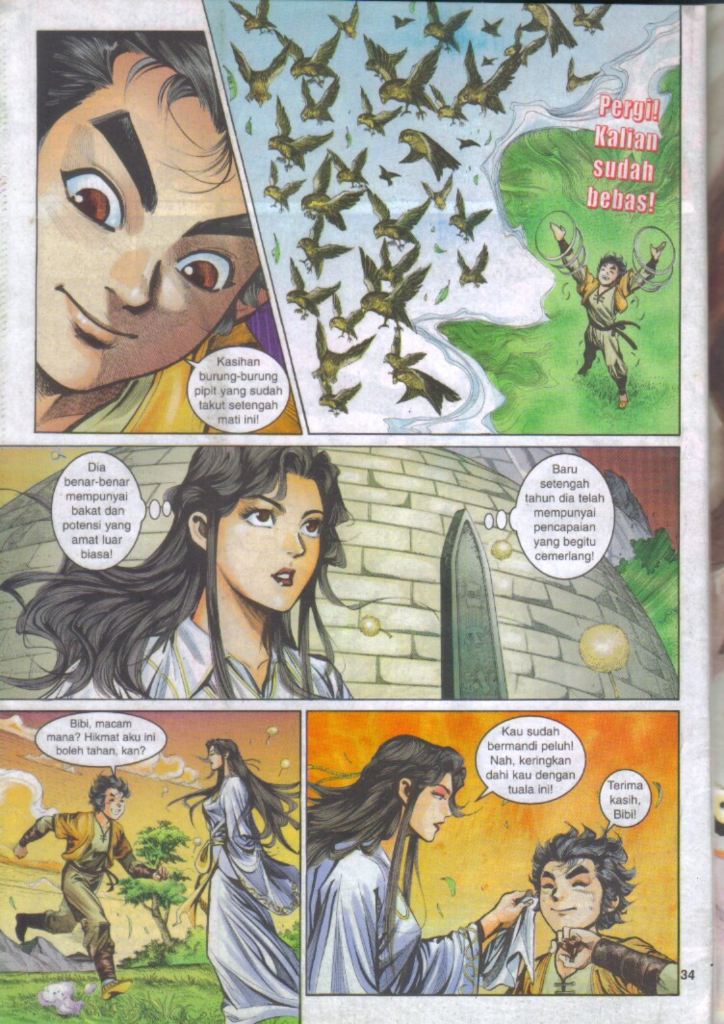 Kasihan
burung-burung
pipit yang sudah
takut setengah
mati ini!
Pergi!
Kalian
sudah
bebas!
Dia
benar-benar
mempunyai
bakat dan
potensi yang
amat luar
biasa!
Baru
setengah
tahun dia telah
mempunyai
pencapaian
yang begitu
cemerlang!
Bibi, macam
mana? Hikmat aku ini
boleh tahan, kan?
Kau sudah
bermandi peluh!
Nah, keringkan
dahi kau dengan
tuala ini!
Terima
kasih,
Bibi!
34